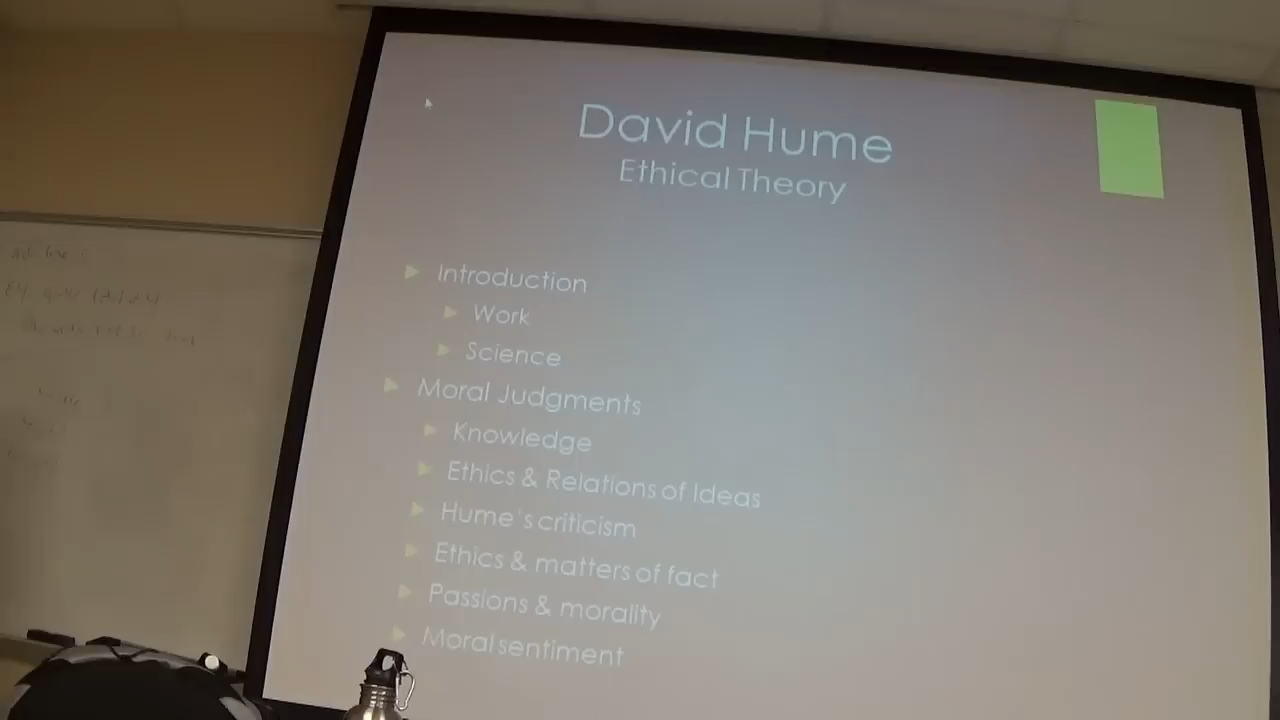 David Hume
Ethical Theory
Introduction
Work
Science
Moral Judgments
Knowledge
Ethics & Relations of Ideas
Hume's criticism
Ethics & matters of fact
Passions & morality
Moral sentiment